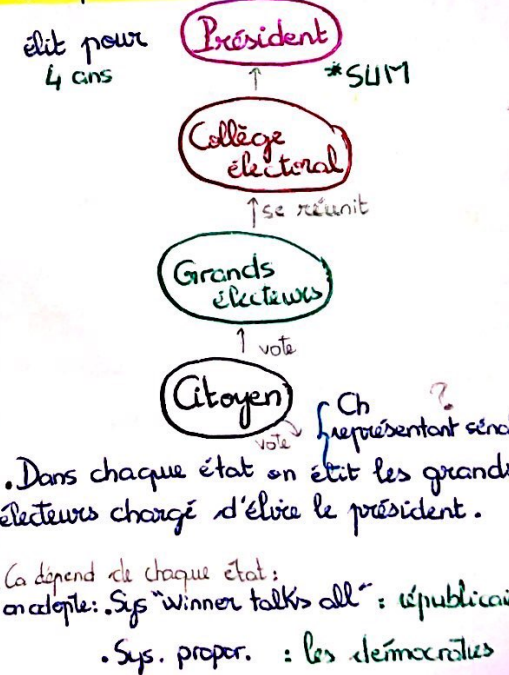 élit pour
4 ans
Président
*SUM
Collège
électoral
se réunit
Grands
électeurs
vote
Citoyen
vote
Ch ?
représentant séna
. Dans chaque état on élit les grands
électeurs chargé d'élire le président.
Ca dépend de chaque état:
on adopte: . Sys "Winner talks all" : républicai
. Sys. propor. : les démocrates